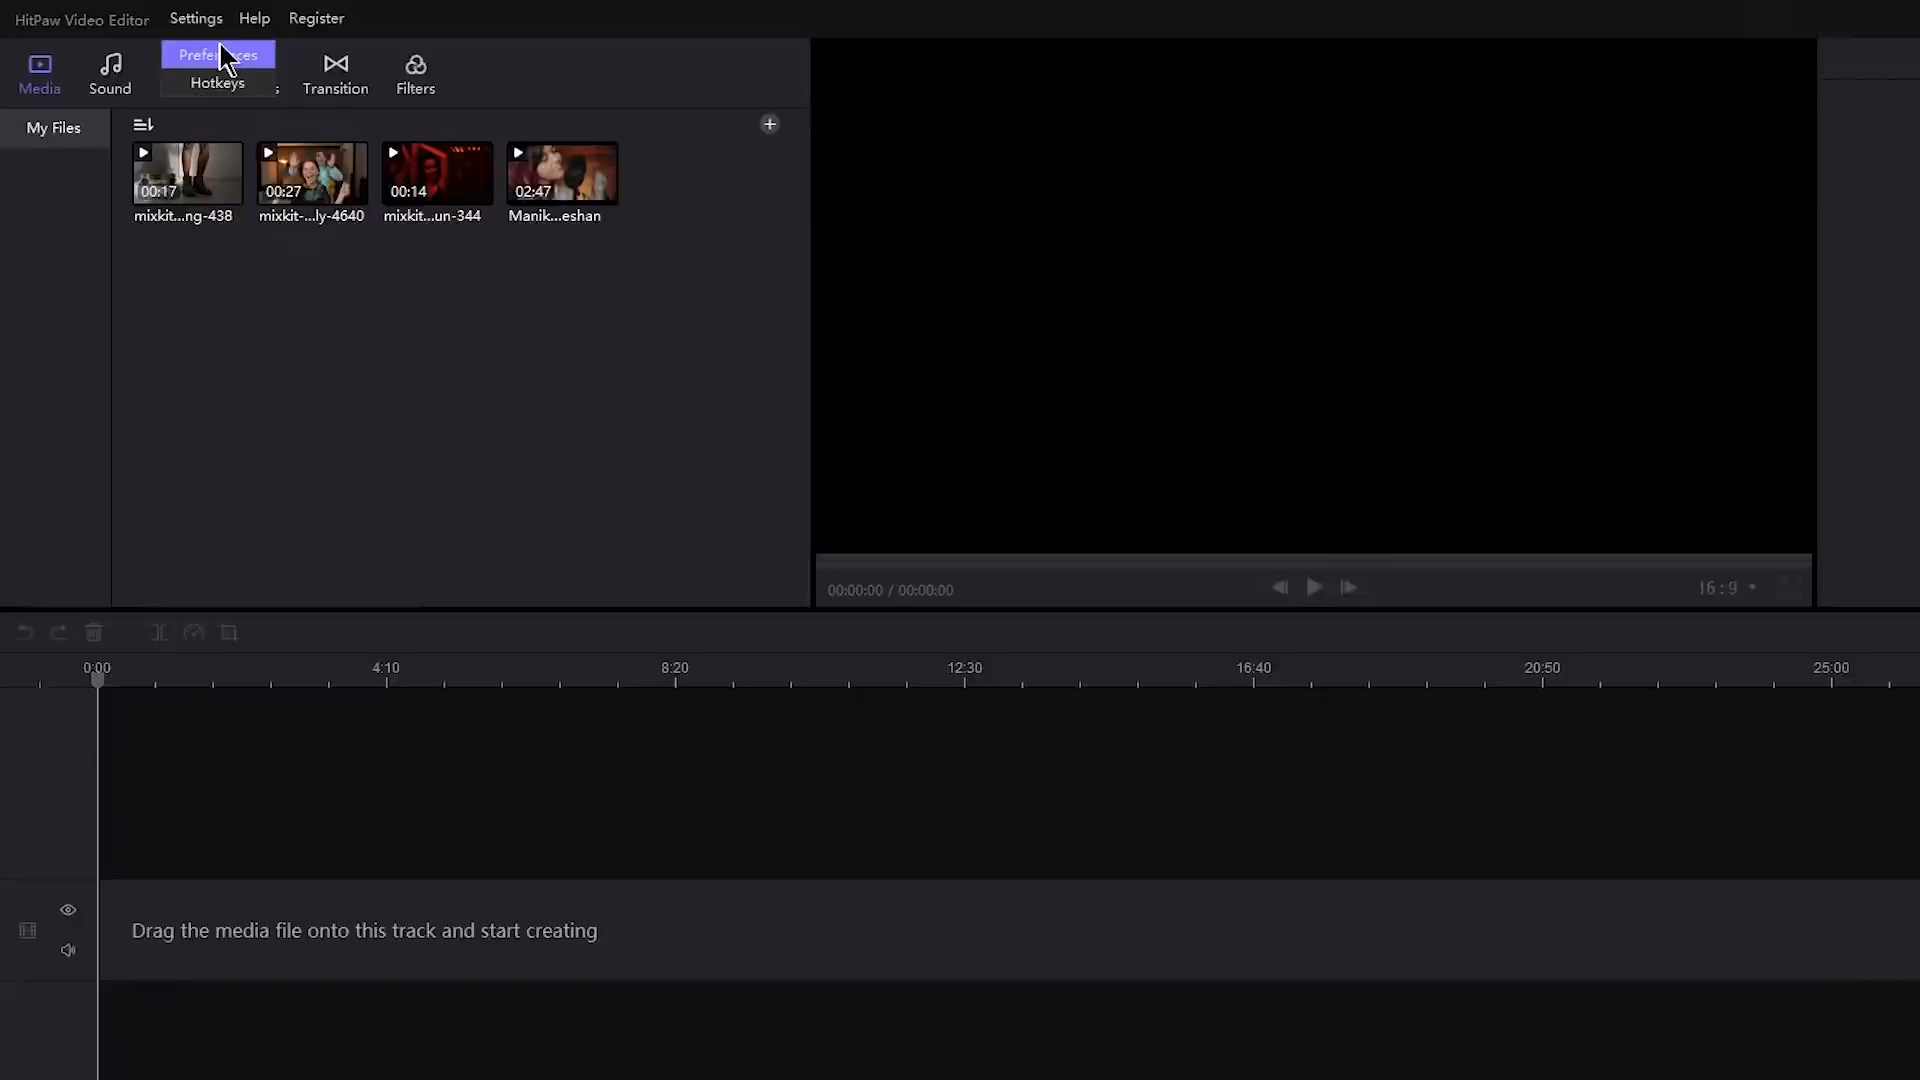 HitPaw Video Editor
Settings
Help
Register
Hotkeys
Media
Sound
Transition
Filters
My Files
00:17
00:27
00:14
02:47
mixkit...ng-438
mixkit-...ly-4640
mixkit...un-344
Manik...eshan
00:00:00 / 00:00:00
16:9
0:00
4:10
8:20
12:30
16:40
20:50
25:00
Drag the media file onto this track and start creating